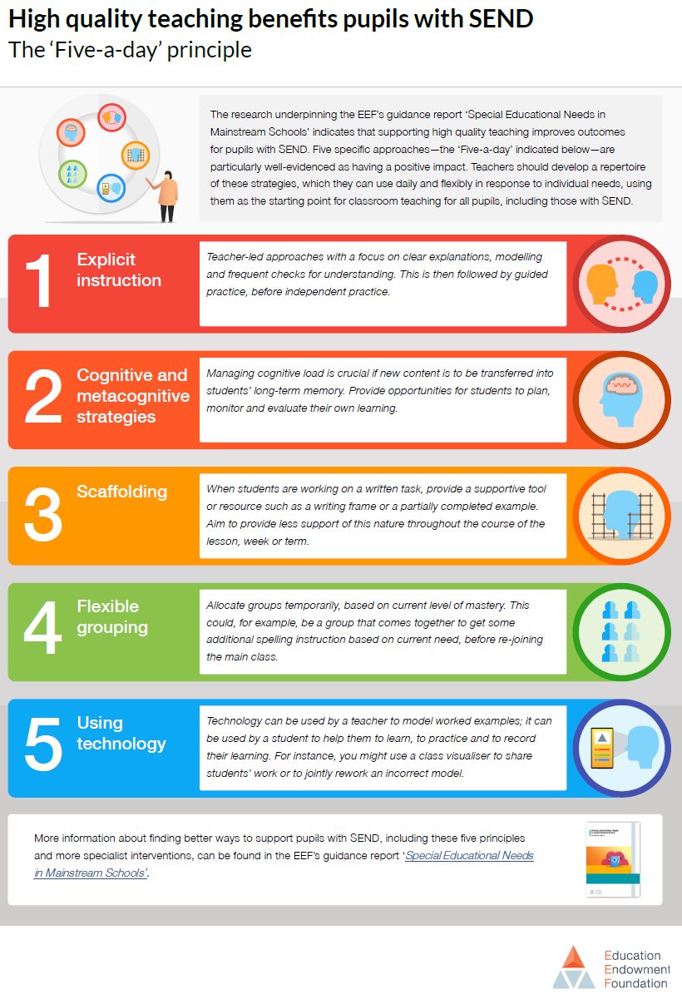 High quality teaching benefits pupils with SEND
The ‘Five-a-day’ principle
The research underpinning the EEF’s guidance report ‘Special Educational Needs in
Mainstream Schools’ indicates that supporting high quality teaching improves outcomes
for pupils with SEND. Five specific approaches—the ‘Five-a-day’ indicated below—are
particularly well-evidenced as having a positive impact. Teachers should develop a repertoire
of these strategies, which they can use daily and flexibly in response to individual needs, using
them as the starting point for classroom teaching for all pupils, including those with SEND.
1
Explicit
instruction
Teacher-led approaches with a focus on clear explanations, modelling
and frequent checks for understanding. This is then followed by guided
practice, before independent practice.
2
Cognitive and
metacognitive
strategies
Managing cognitive load is crucial if new content is to be transferred into
students’ long-term memory. Provide opportunities for students to plan,
monitor and evaluate their own learning.
3
Scaffolding
When students are working on a written task, provide a supportive tool
or resource such as a writing frame or a partially completed example.
Aim to provide less support of this nature throughout the course of the
lesson, week or term.
4
Flexible
grouping
Allocate groups temporarily, based on current level of mastery. This
could, for example, be a group that comes together to get some
additional spelling instruction based on current need, before re-joining
the main class.
5
Using
technology
Technology can be used by a teacher to model worked examples; it can
be used by a student to help them to learn, to practice and to record
their learning. For instance, you might use a class visualiser to share
students’ work or to jointly rework an incorrect model.
More information about finding better ways to support pupils with SEND, including these five principles
and more specialist interventions, can be found in the EEF’s guidance report ‘Special Educational Needs
in Mainstream Schools’.
SPECIAL EDUCATIONAL NEEDS
IN MAINSTREAM SCHOOLS
Education
Endowment
Foundation